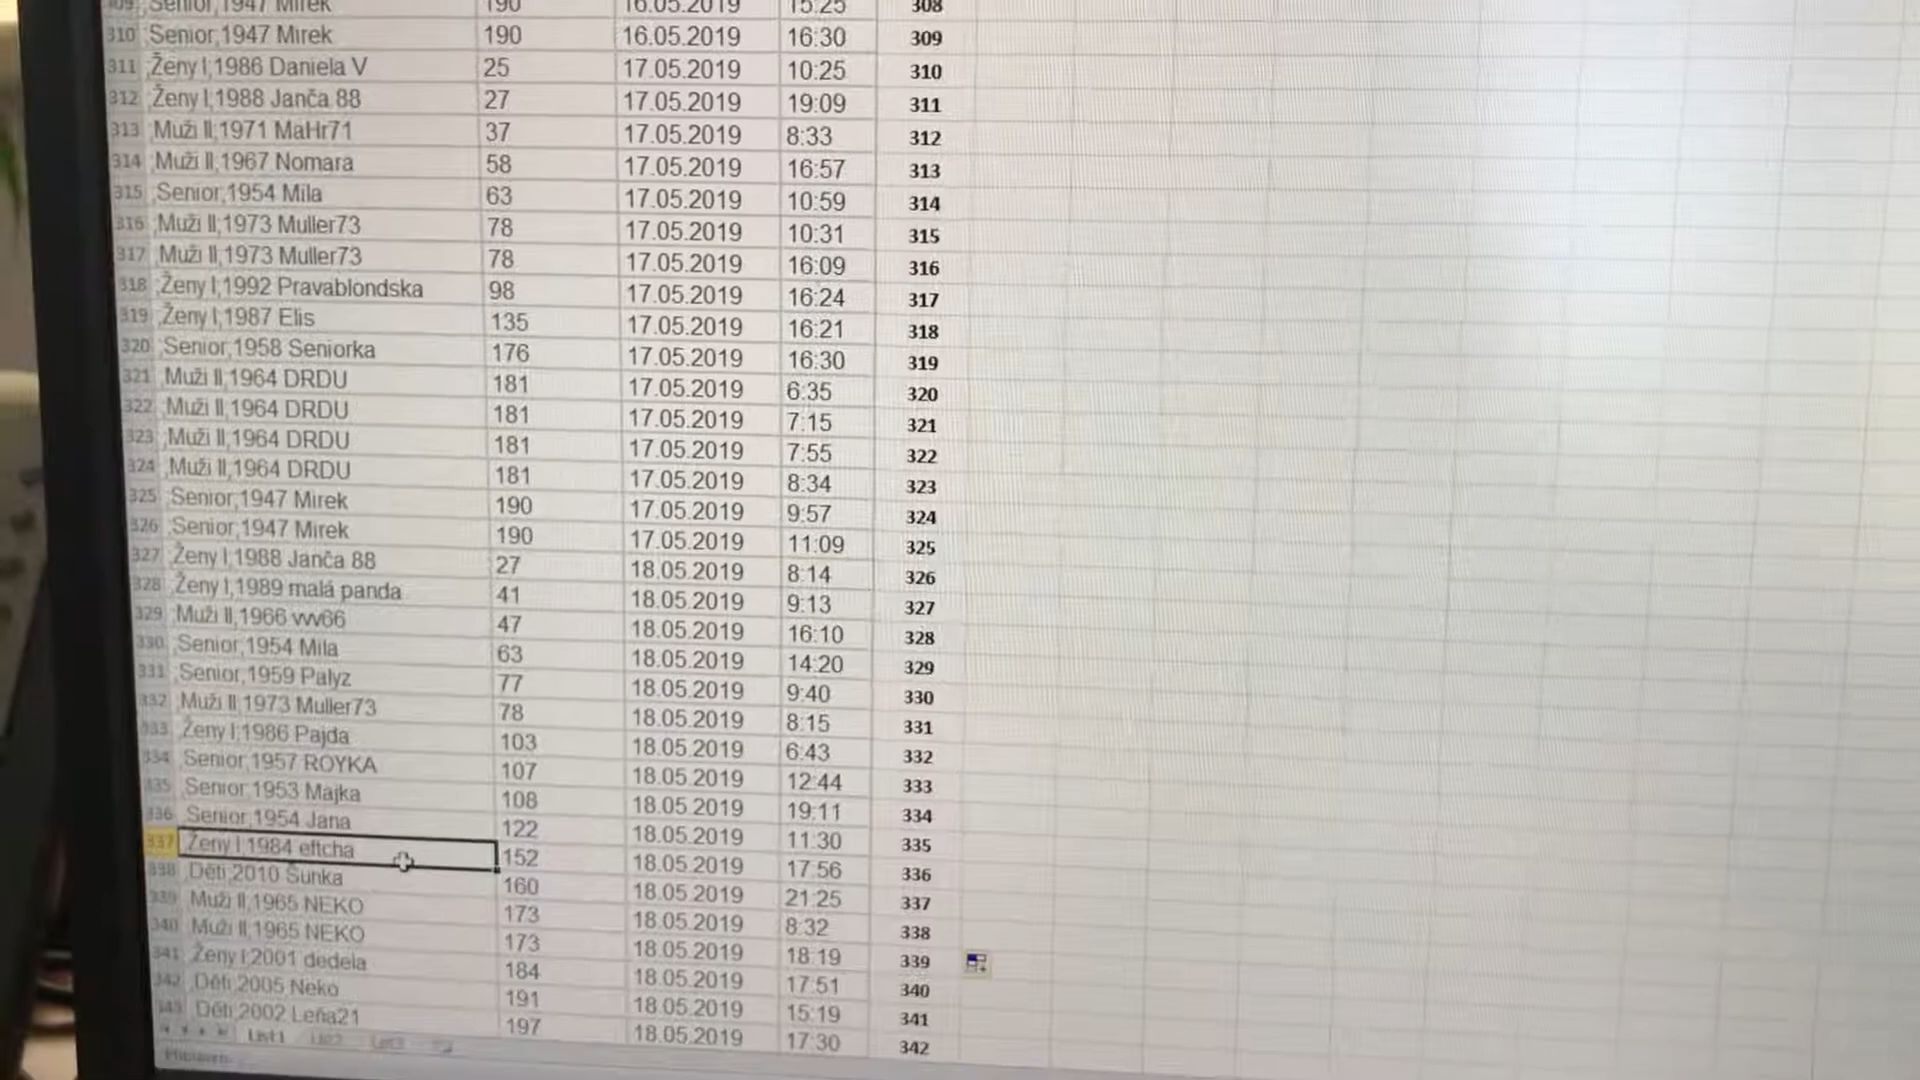 309 ,Senior,1947 Mirek 190 16.05.2019 15:25 308
310 ,Senior,1947 Mirek 190 16.05.2019 16:30 309
311 ,Ženy I,1986 Daniela V 25 17.05.2019 10:25 310
312 ,Ženy I,1988 Janča 88 27 17.05.2019 19:09 311
313 ,Muži II,1971 MaHr71 37 17.05.2019 8:33 312
314 ,Muži II,1967 Nomara 58 17.05.2019 16:57 313
315 ,Senior,1954 Mila 63 17.05.2019 10:59 314
316 ,Muži II,1973 Muller73 78 17.05.2019 10:31 315
317 ,Muži II,1973 Muller73 78 17.05.2019 16:09 316
318 ,Ženy I,1992 Pravablondska 98 17.05.2019 16:24 317
319 ,Ženy I,1987 Elis 135 17.05.2019 16:21 318
320 ,Senior,1958 Seniorka 176 17.05.2019 16:30 319
321 ,Muži II,1964 DRDU 181 17.05.2019 6:35 320
322 ,Muži II,1964 DRDU 181 17.05.2019 7:15 321
323 ,Muži II,1964 DRDU 181 17.05.2019 7:55 322
324 ,Muži II,1964 DRDU 181 17.05.2019 8:34 323
325 ,Senior,1947 Mirek 190 17.05.2019 9:57 324
326 ,Senior,1947 Mirek 190 17.05.2019 11:09 325
327 ,Ženy I,1988 Janča 88 27 18.05.2019 8:14 326
328 ,Ženy I,1989 malá panda 41 18.05.2019 9:13 327
329 ,Muži II,1966 vvv66 47 18.05.2019 16:10 328
330 ,Senior,1954 Mila 63 18.05.2019 14:20 329
331 ,Senior,1959 Palyz 77 18.05.2019 9:40 330
332 ,Muži II,1973 Muller73 78 18.05.2019 8:15 331
333 ,Ženy I,1986 Pajda 103 18.05.2019 6:43 332
334 ,Senior,1957 ROYKA 107 18.05.2019 12:44 333
335 ,Senior,1953 Majka 108 18.05.2019 19:11 334
336 ,Senior,1954 Jana 122 18.05.2019 11:30 335
337 ,Ženy I,1984 eftcha 152 18.05.2019 17:56 336
338 ,Děti,2010 Šunka 160 18.05.2019 21:25 337
339 ,Muži II,1965 NEKO 173 18.05.2019 8:32 338
340 ,Muži II,1965 NEKO 173 18.05.2019 18:19 339
341 ,Ženy I,2001 dedela 184 18.05.2019 17:51 340
342 ,Děti,2005 Neko 191 18.05.2019 15:19 341
343 ,Děti,2002 Leňa21 197 18.05.2019 17:30 342
List1 List2 List3